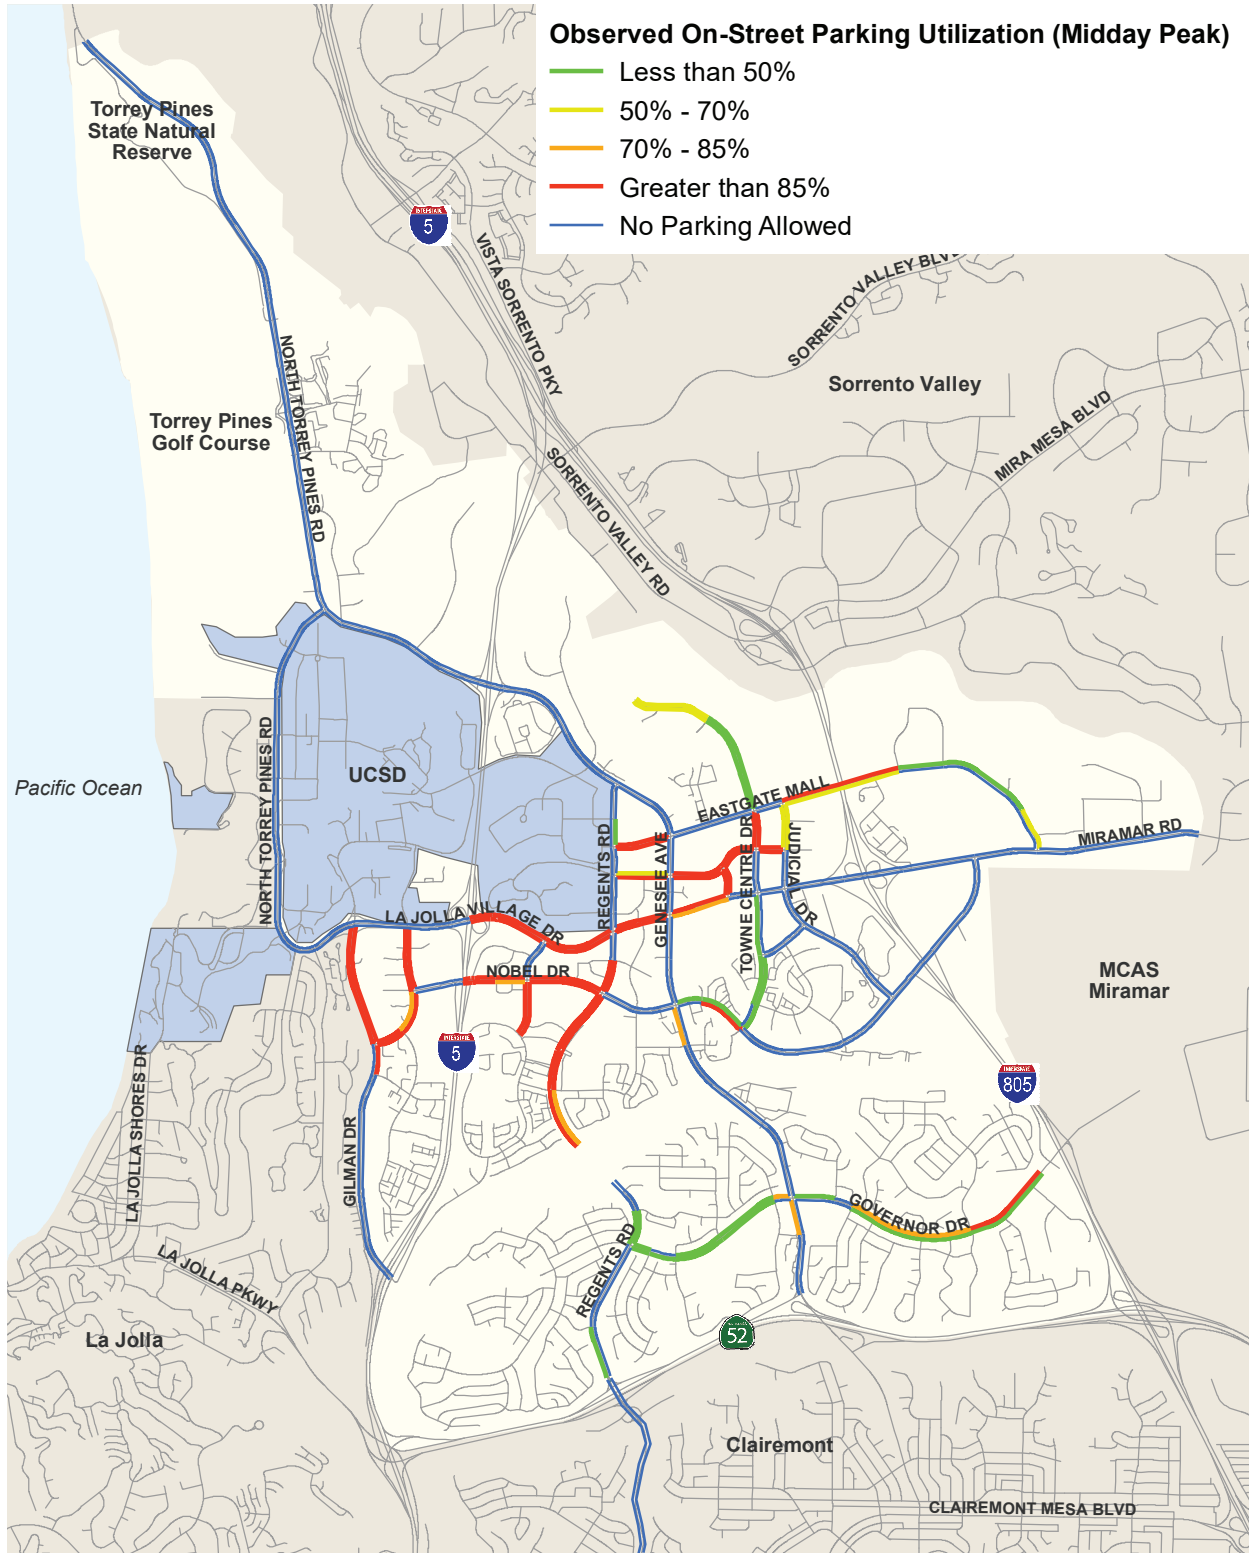 Observed On-Street Parking Utilization (Midday Peak)
Less than 50%
50% - 70%
70% - 85%
Greater than 85%
No Parking Allowed
Torrey Pines
State Natural
Reserve
INTERSTATE
5
VISTA SORRENTO PKY
SORRENTO VALLEY BLVD
Sorrento Valley
MIRA MESA BLVD
NORTH TORREY PINES RD
Torrey Pines
Golf Course
SORRENTO VALLEY RD
UCSD
Pacific Ocean
NORTH TORREY PINES RD
EASTGATE MALL
MIRAMAR RD
REGENTS RD
GENESEE AVE
TOWNE CENTRE DR
JUDICIAL DR
LA JOLLA VILLAGE DR
NOBEL DR
MCAS
Miramar
INTERSTATE
5
INTERSTATE
805
LA JOLLA SHORES DR
GILMAN DR
GOVERNOR DR
REGENTS RD
LA JOLLA PKWY
La Jolla
52
Clairemont
CLAIREMONT MESA BLVD